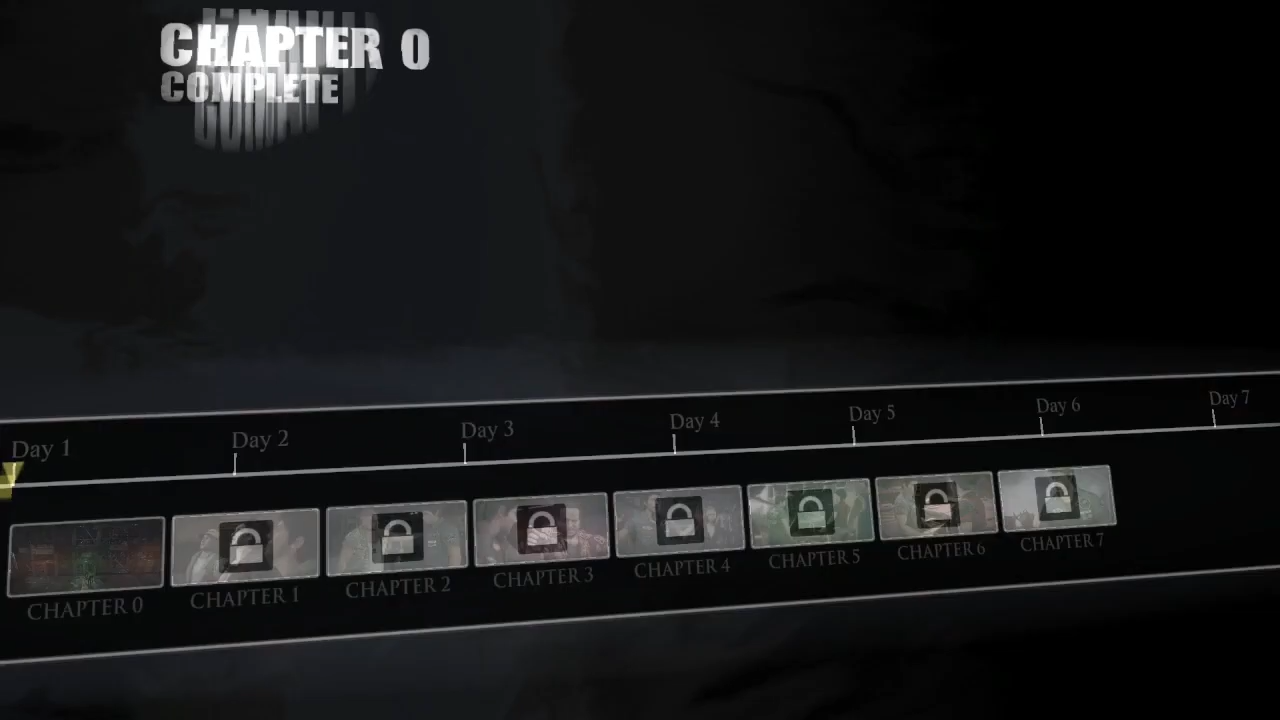 CHAPTER 0
COMPLETE
Day 1
Day 2
Day 3
Day 4
Day 5
Day 6
Day 7
CHAPTER 0
CHAPTER 1
CHAPTER 2
CHAPTER 3
CHAPTER 4
CHAPTER 5
CHAPTER 6
CHAPTER 7